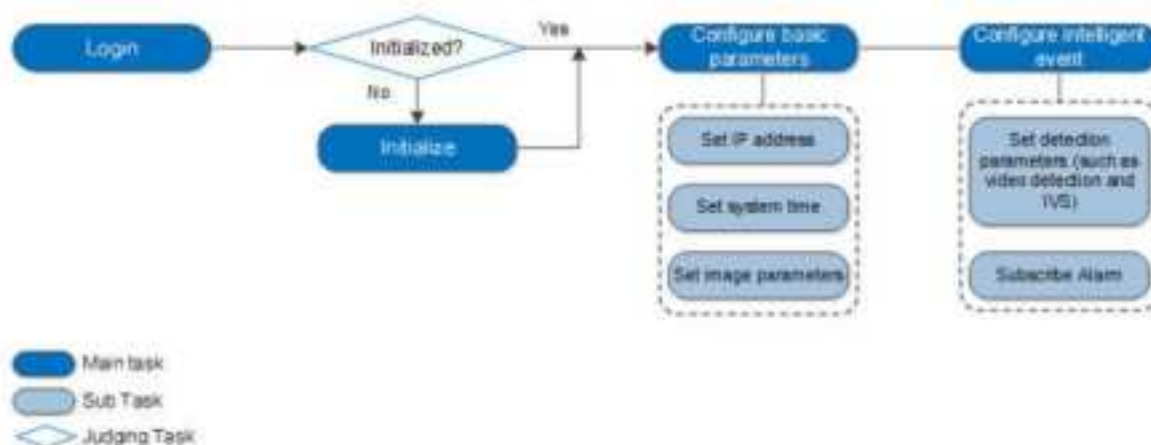 Login
Initialized?
Yes
No
Initialize
Configure basic
parameters
Set IP address
Set system time
Set image parameters
Configure intelligent
event
Set detection
parameters (such as
video detection and
IVS)
Subscribe Alarm
Main task
Sub Task
Judging Task